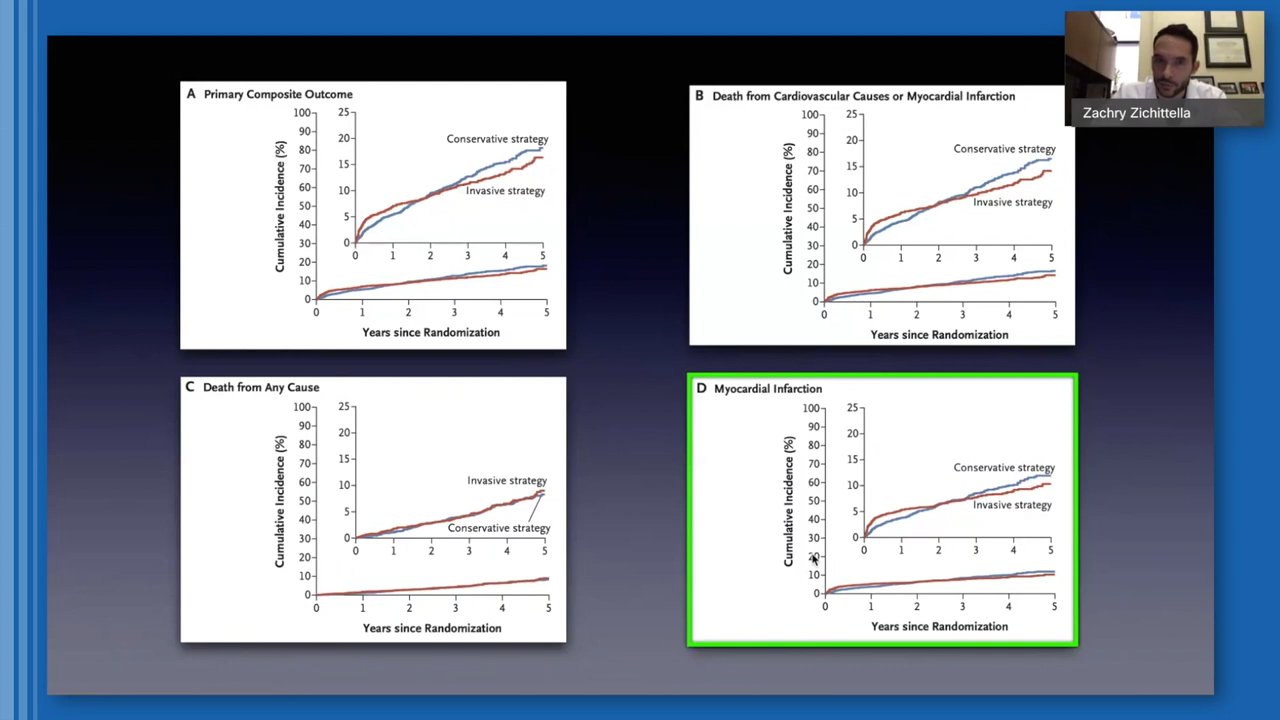 A Primary Composite Outcome
100
90
80
70
60
50
40
30
20
10
0
25
20
15
10
5
0
Conservative strategy
Invasive strategy
0 1 2 3 4 5
0 1 2 3 4 5
Cumulative Incidence (%)
Years since Randomization
B Death from Cardiovascular Causes or Myocardial Infarction
100
90
80
70
60
50
40
30
20
10
0
25
20
15
10
5
0
Conservative strategy
Invasive strategy
0 1 2 3 4 5
0 1 2 3 4 5
Cumulative Incidence (%)
Years since Randomization
Zachry Zichittella
C Death from Any Cause
100
90
80
70
60
50
40
30
20
10
0
25
20
15
10
5
0
Invasive strategy
Conservative strategy
0 1 2 3 4 5
0 1 2 3 4 5
Cumulative Incidence (%)
Years since Randomization
D Myocardial Infarction
100
90
80
70
60
50
40
30
20
10
0
25
20
15
10
5
0
Conservative strategy
Invasive strategy
0 1 2 3 4 5
0 1 2 3 4 5
Cumulative Incidence (%)
Years since Randomization